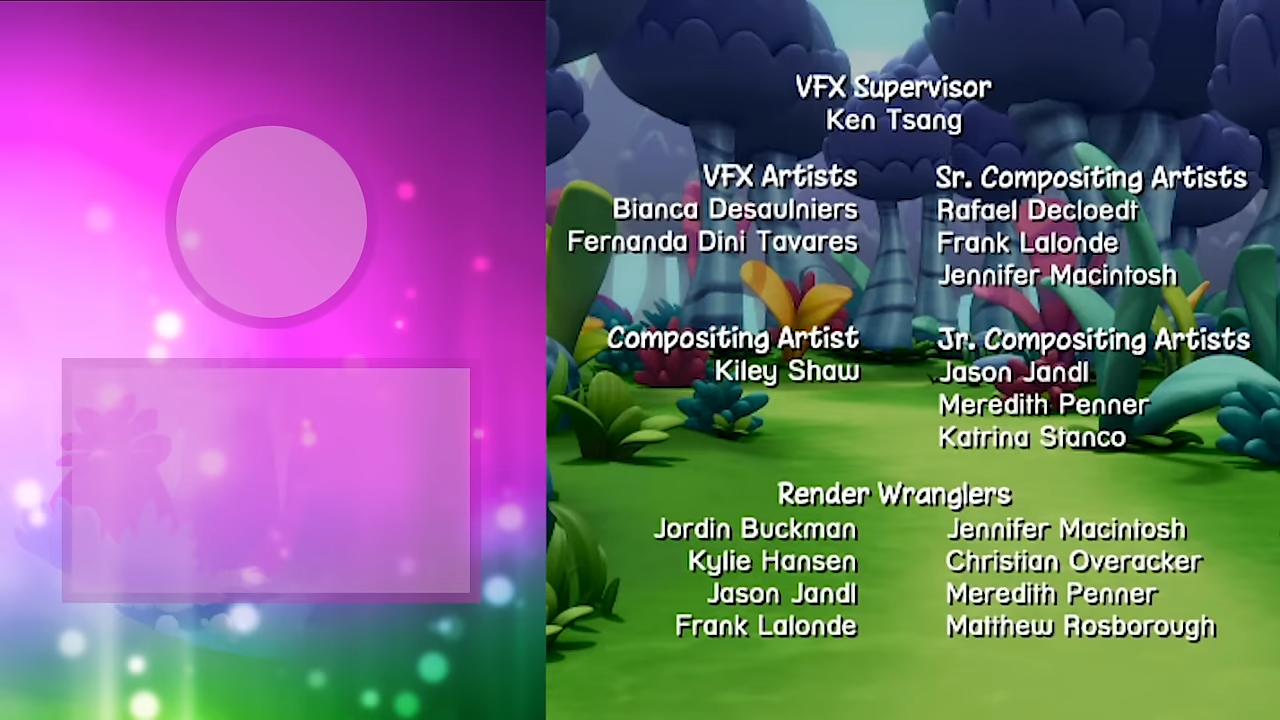 VFX Supervisor
Ken Tsang
VFX Artists
Bianca Desaulniers
Fernanda Dini Tavares
Sr. Compositing Artists
Rafael Decloedt
Frank Lalonde
Jennifer Macintosh
Compositing Artist
Kiley Shaw
Jr. Compositing Artists
Jason Jandl
Meredith Penner
Katrina Stanco
Render Wranglers
Jordin Buckman
Kylie Hansen
Jason Jandl
Frank Lalonde
Jennifer Macintosh
Christian Overacker
Meredith Penner
Matthew Rosborough